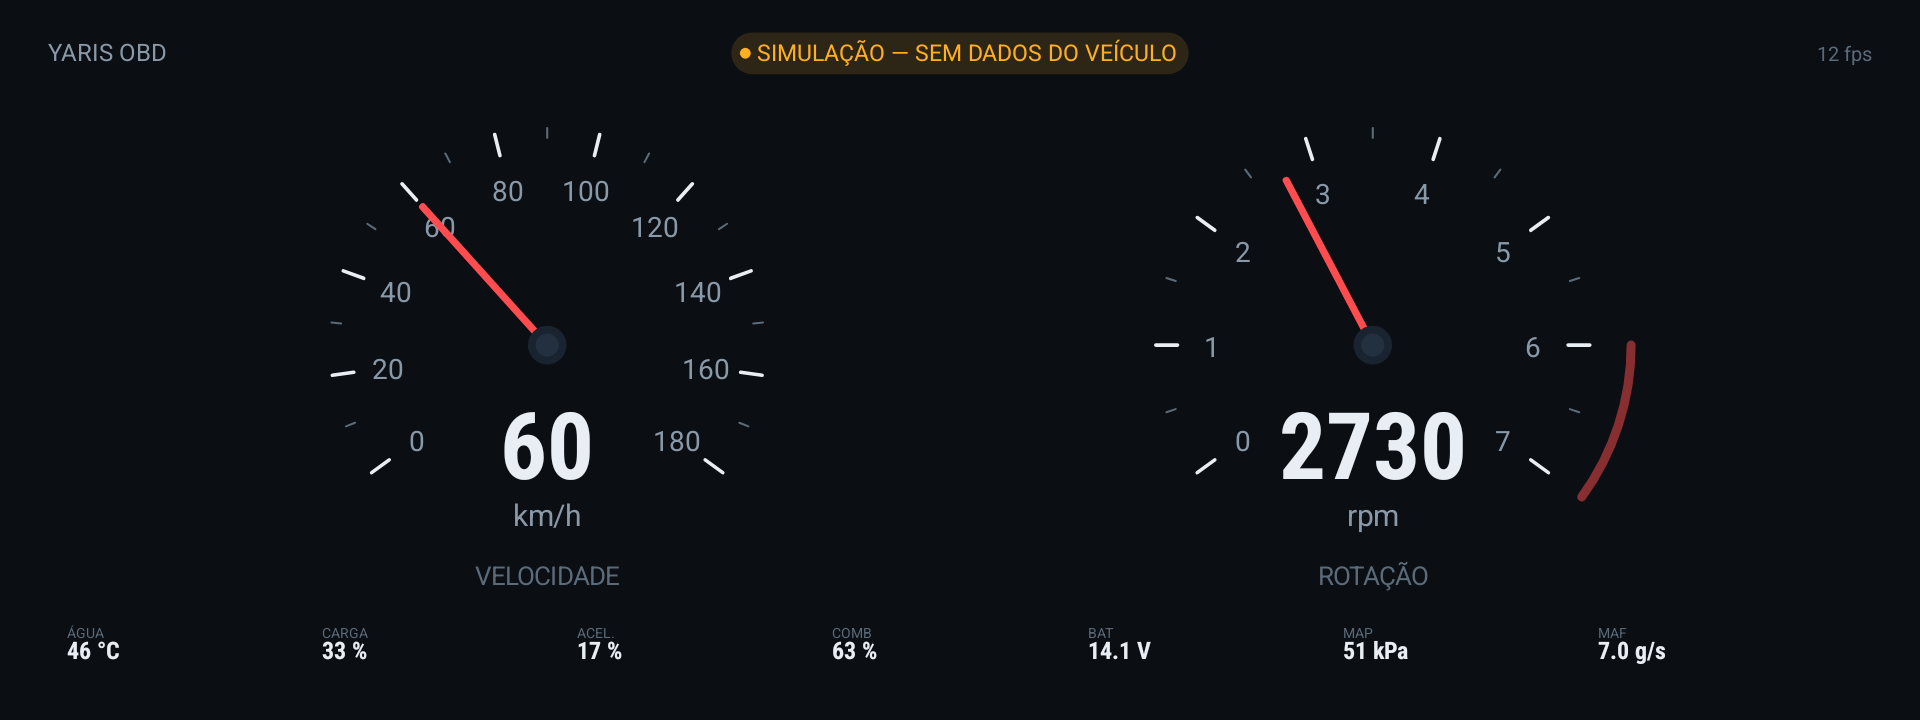 YARIS OBD
SIMULAÇÃO — SEM DADOS DO VEÍCULO
12 fps
80 100
60 120
40 140
20 160
0 180
60
km/h
VELOCIDADE
3 4
2 5
1 6
0 7
2730
rpm
ROTAÇÃO
ÁGUA
46 °C
CARGA
33 %
ACEL.
17 %
COMB
63 %
BAT
14.1 V
MAP
51 kPa
MAF
7.0 g/s